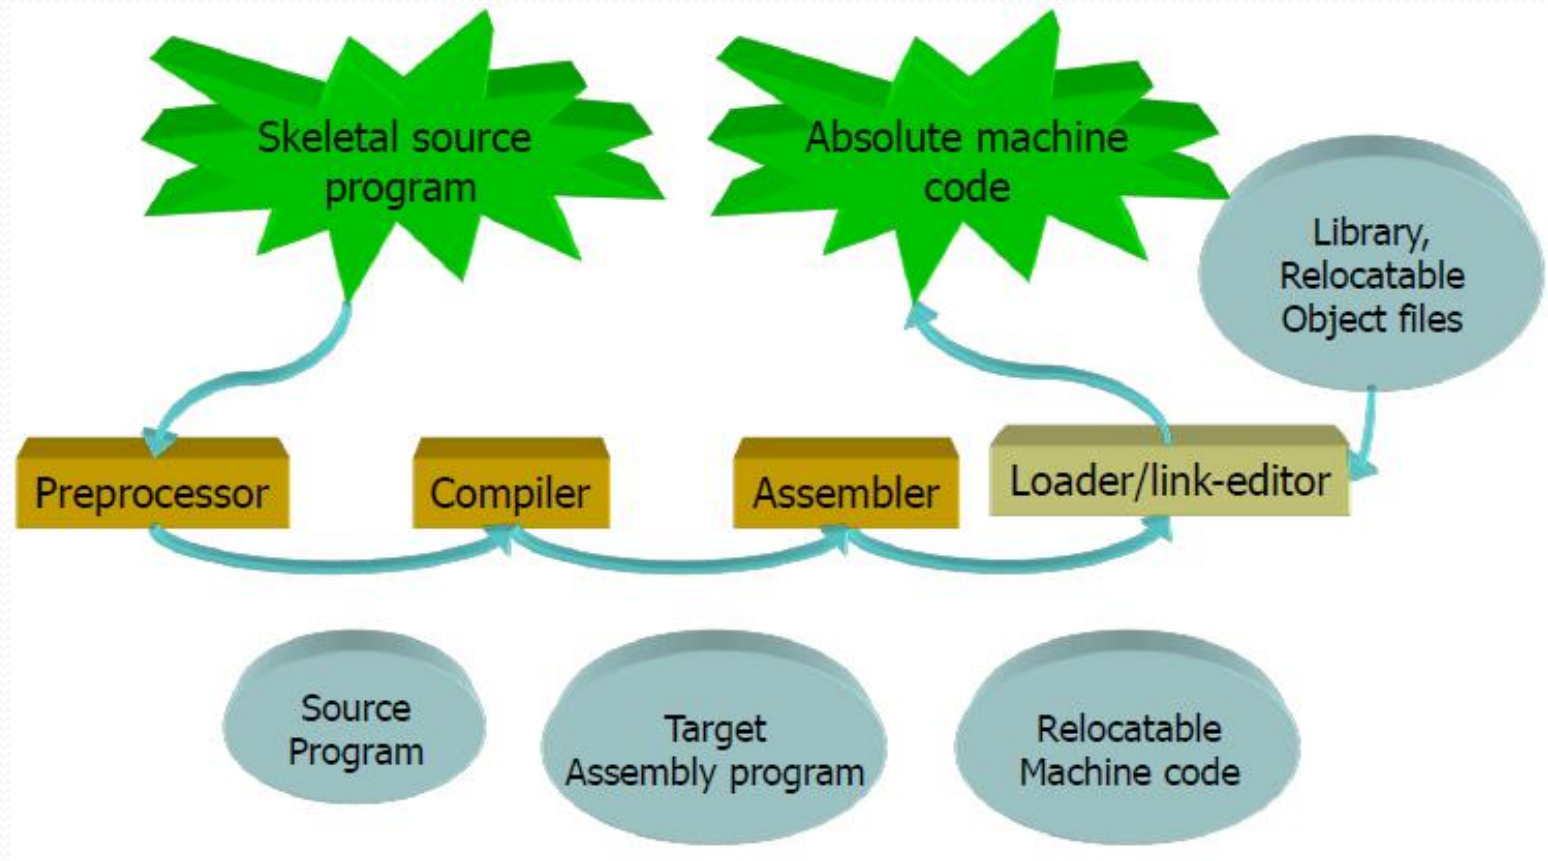 Skeletal source
program
Absolute machine
code
Library,
Relocatable
Object files
Preprocessor
Compiler
Assembler
Loader/link-editor
Source
Program
Target
Assembly program
Relocatable
Machine code